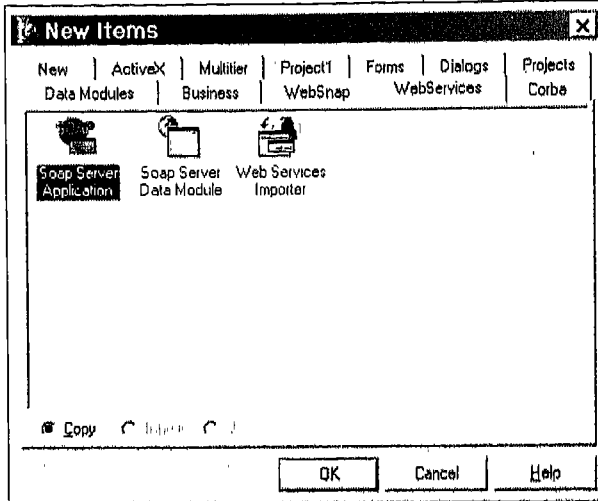 New Items
New ActiveX Multitier Project1 Forms Dialogs Projects
Data Modules Business WebSnap WebServices Corba
Soap Server Application
Soap Server Data Module
Web Services Importer
Copy
OK Cancel Help